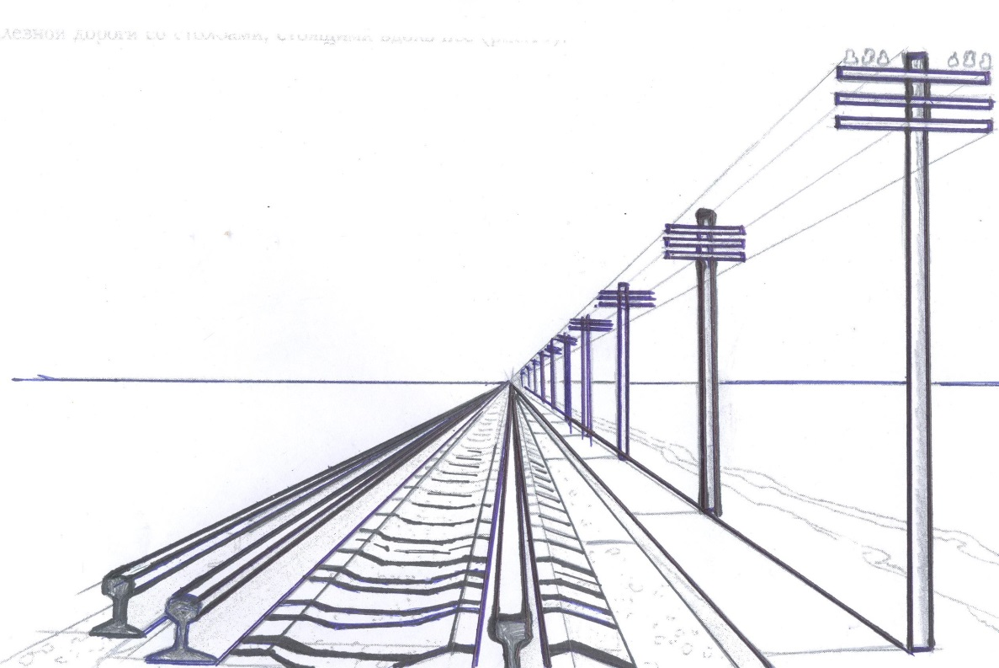 лезной дороги со столбами, стоящими вдоль нее